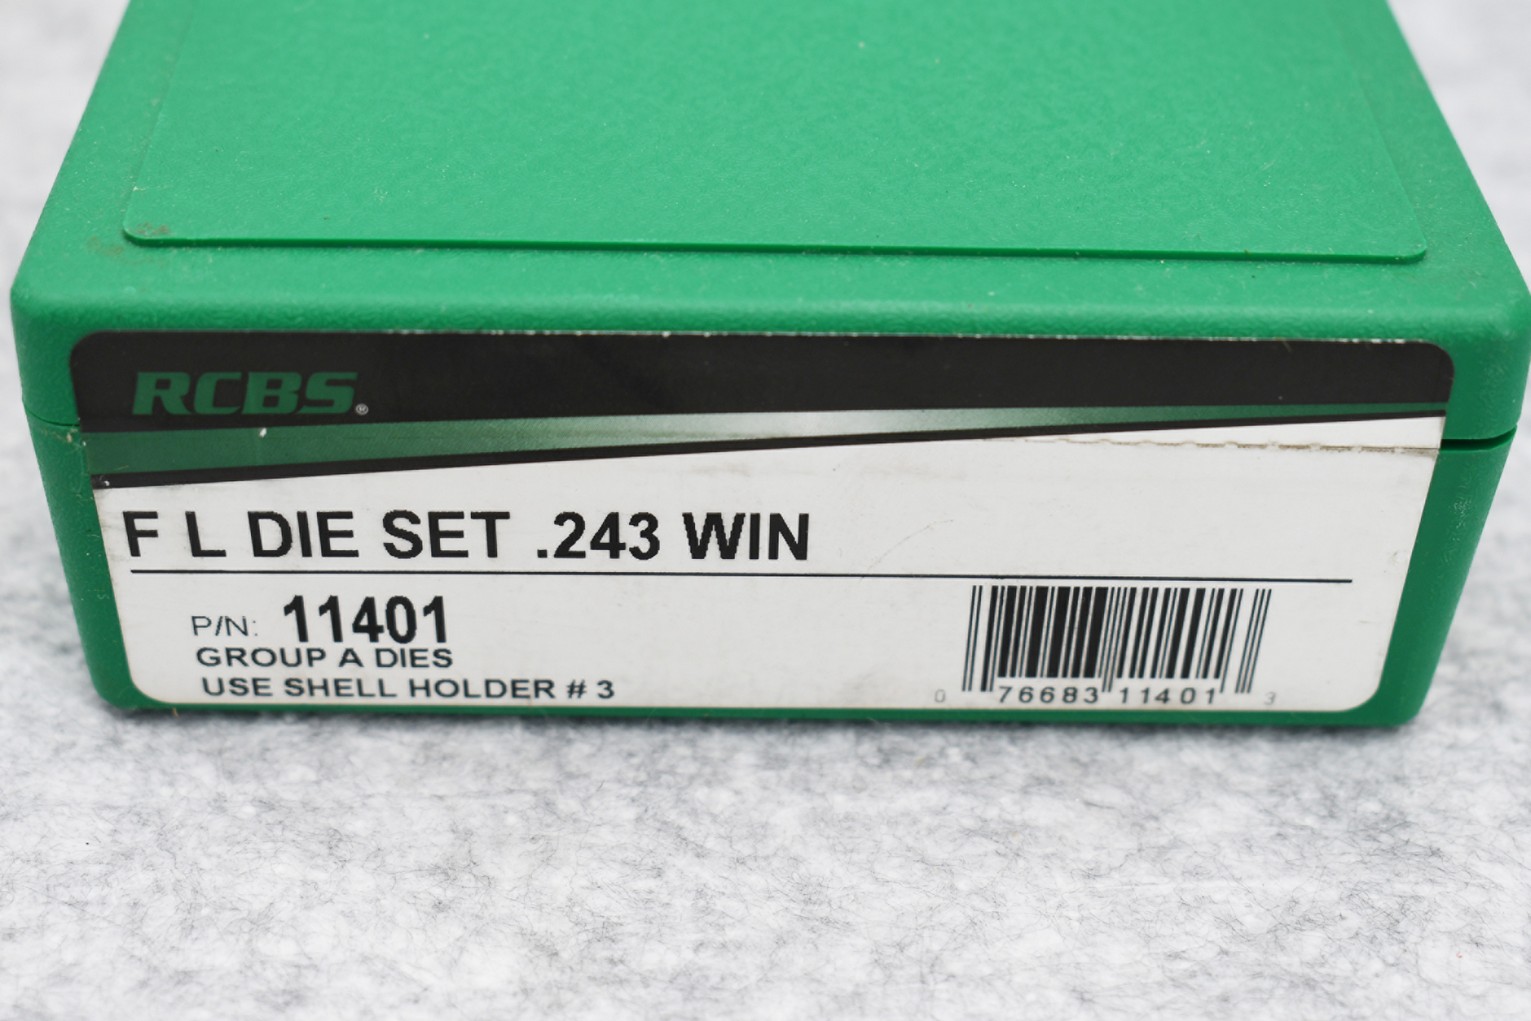 RCBS®
F L DIE SET .243 WIN
P/N: 11401
GROUP A DIES
USE SHELL HOLDER # 3
0 76683 11401 3